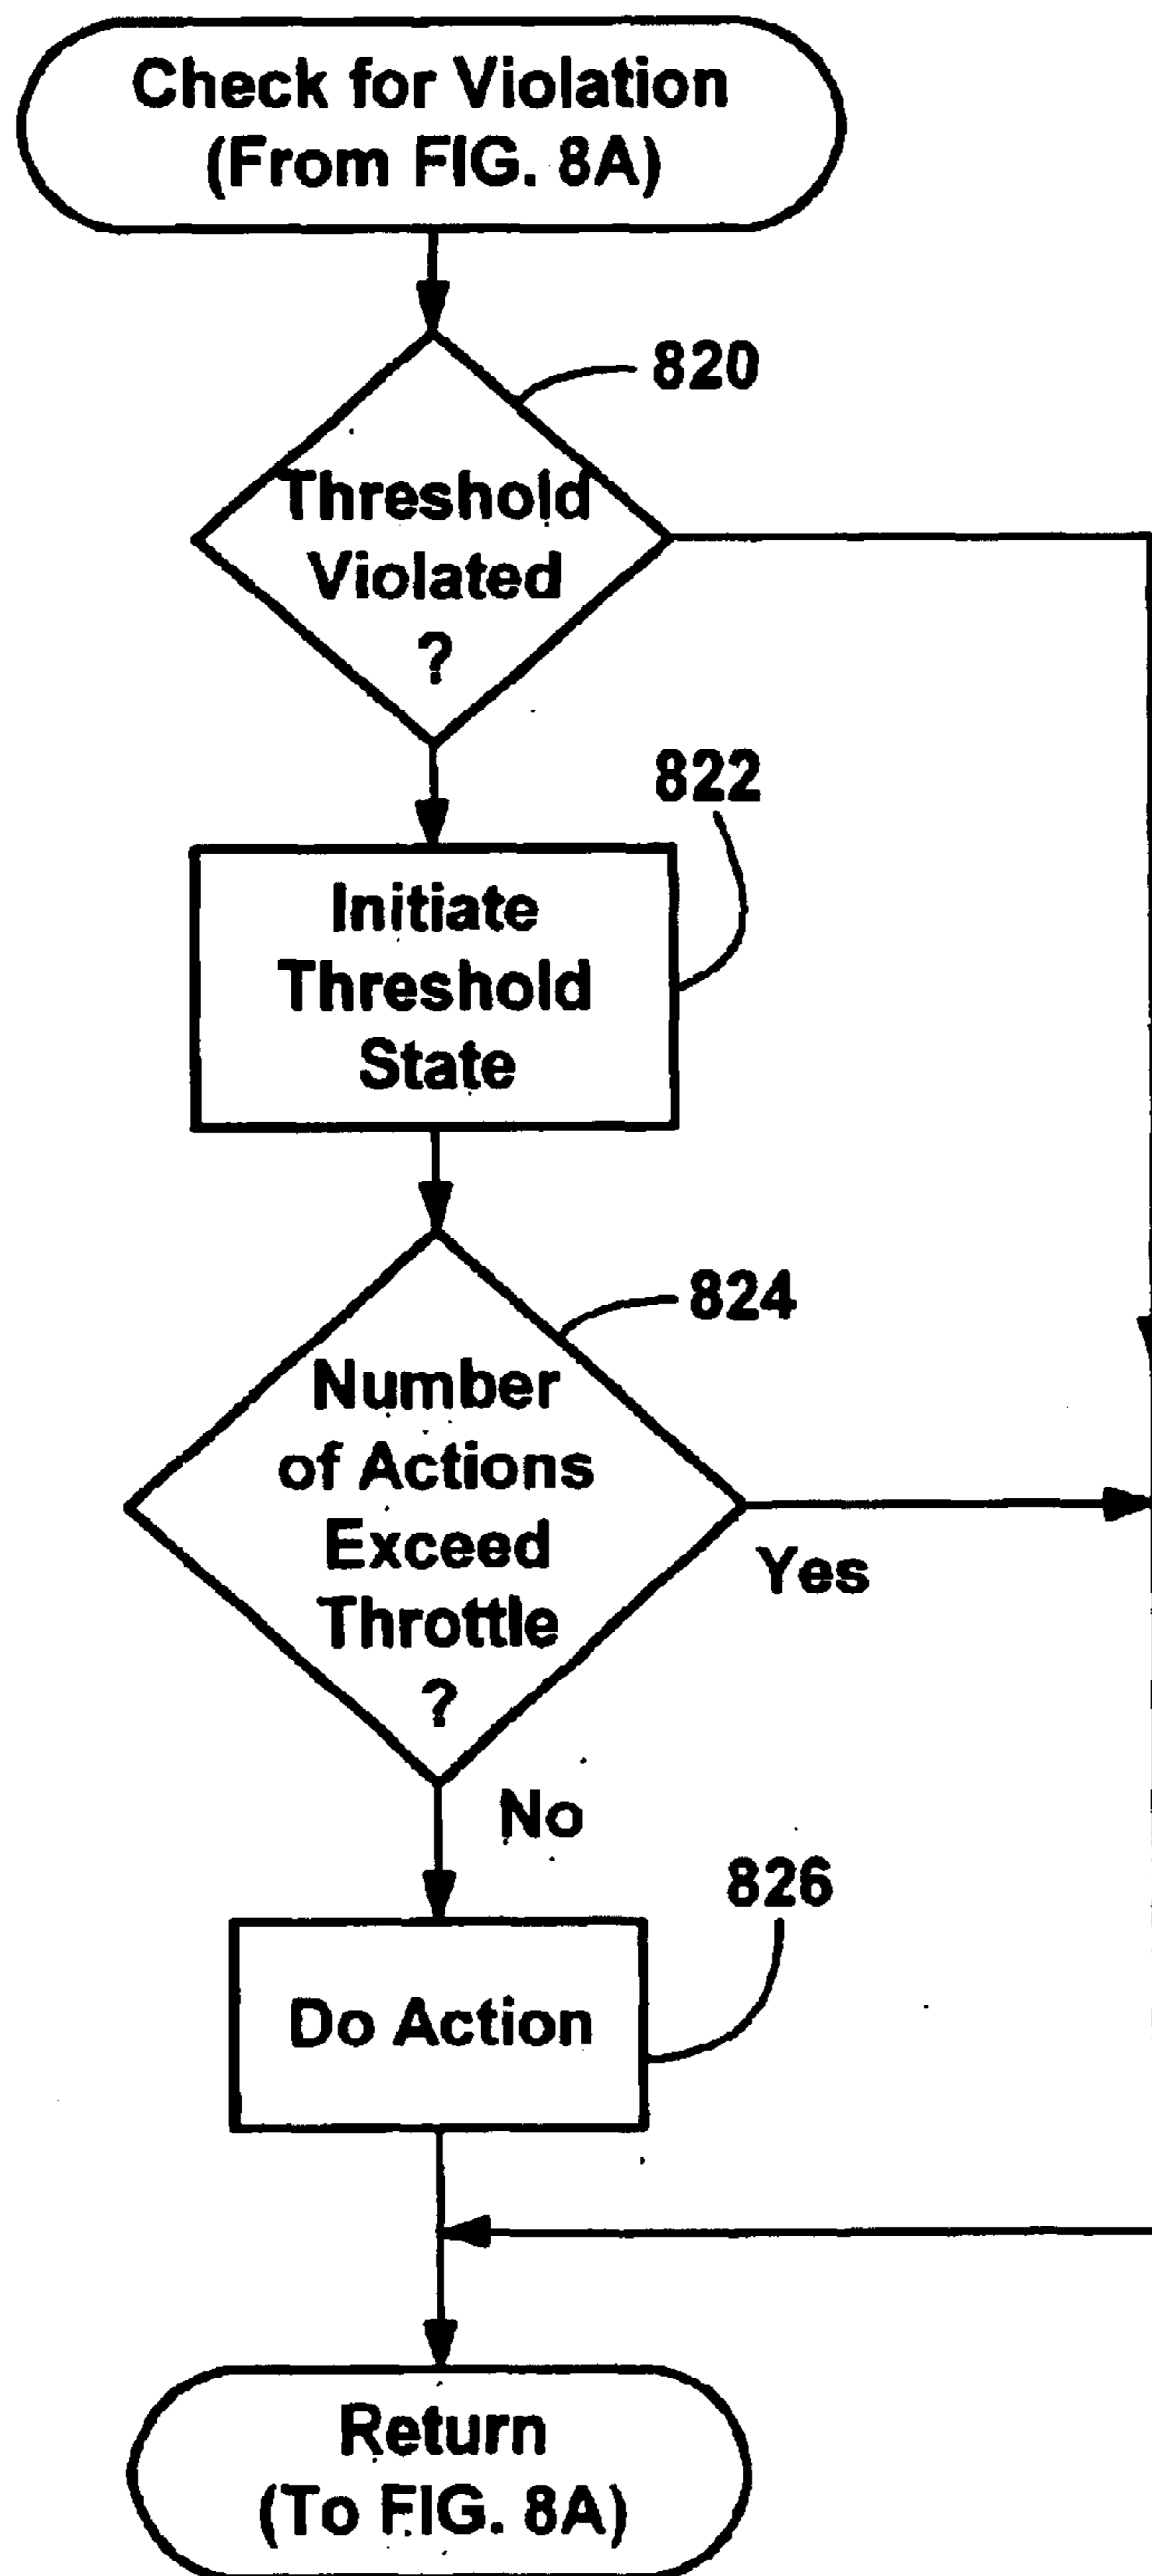 Check for Violation
(From FIG. 8A)
820
Threshold
Violated
?
822
Initiate
Threshold
State
824
Number
of Actions
Exceed
Throttle
?
Yes
No
826
Do Action
Return
(To FIG. 8A)